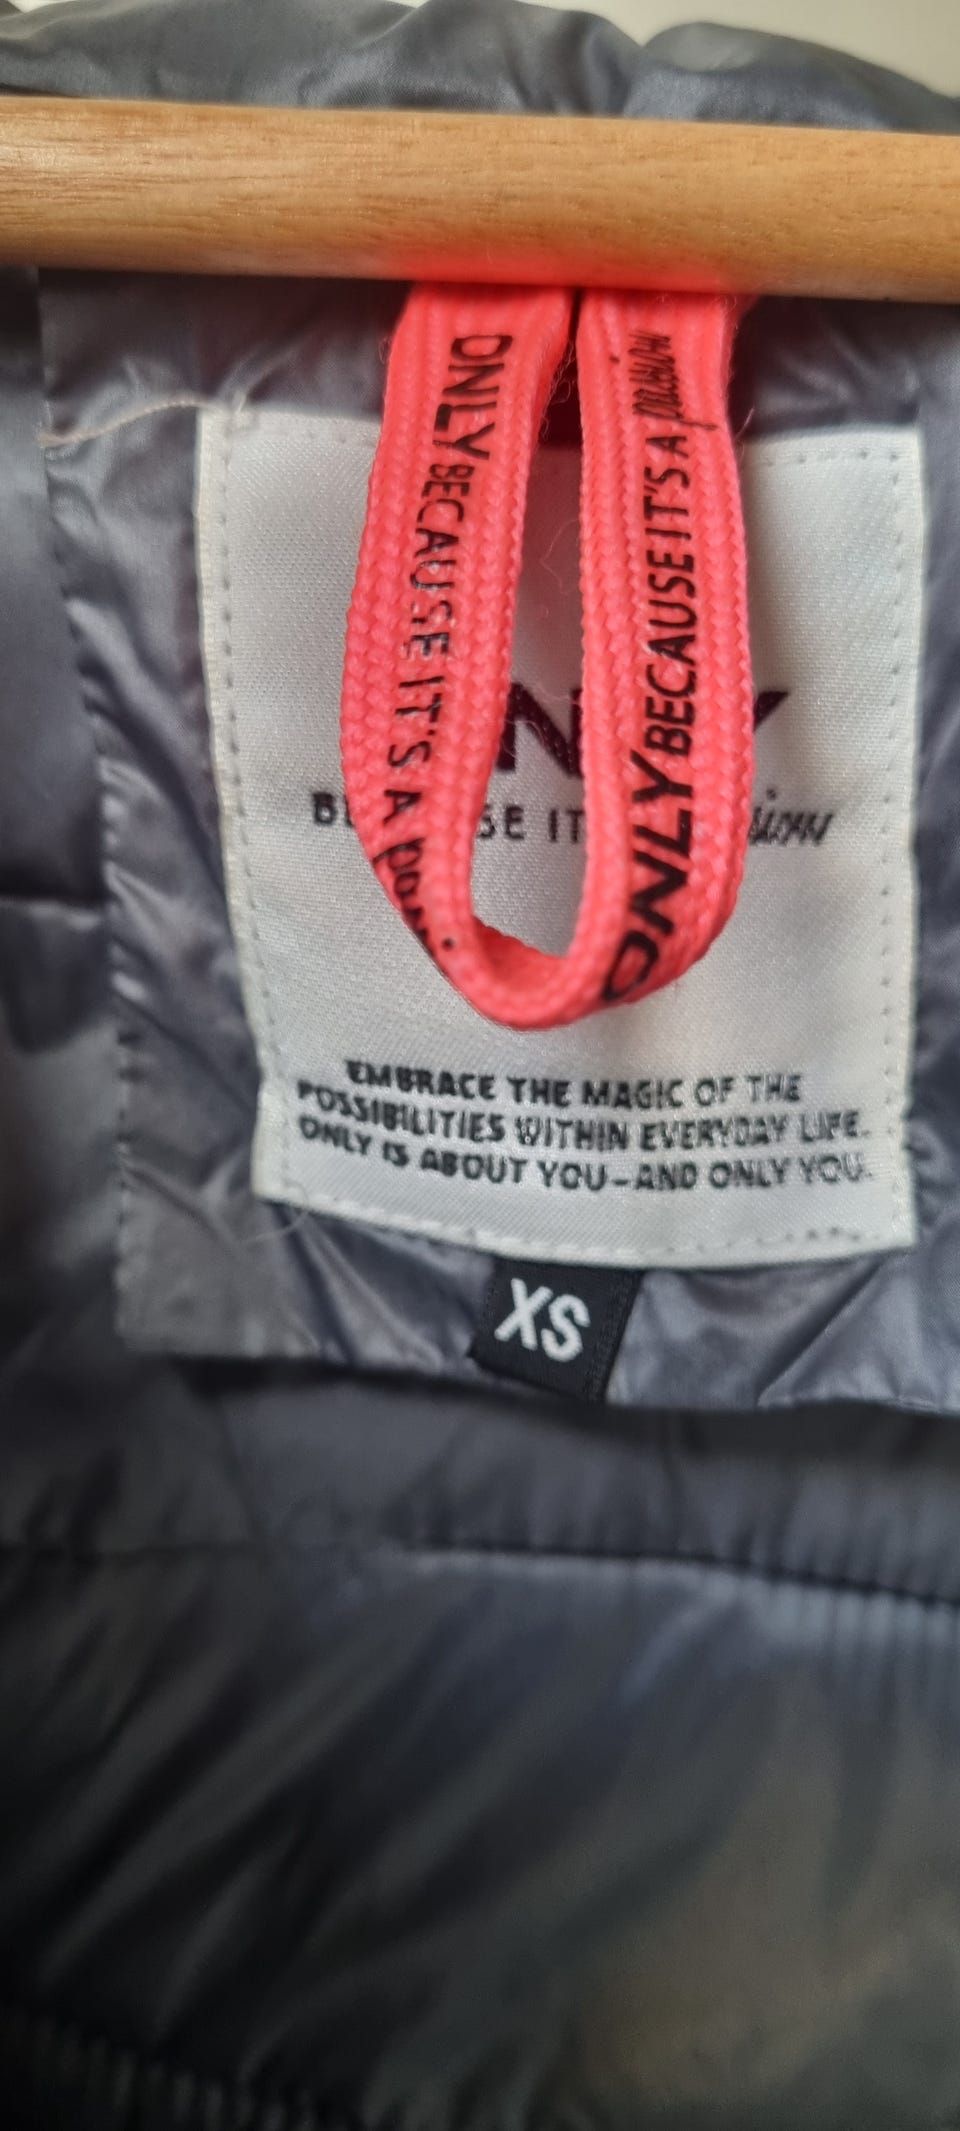 ONLY BECAUSE IT'S A
ONLY BECAUSE IT'S A passion
EMBRACE THE MAGIC OF THE
POSSIBILITIES WITHIN EVERYDAY LIFE.
ONLY IS ABOUT YOU–AND ONLY YOU.
XS